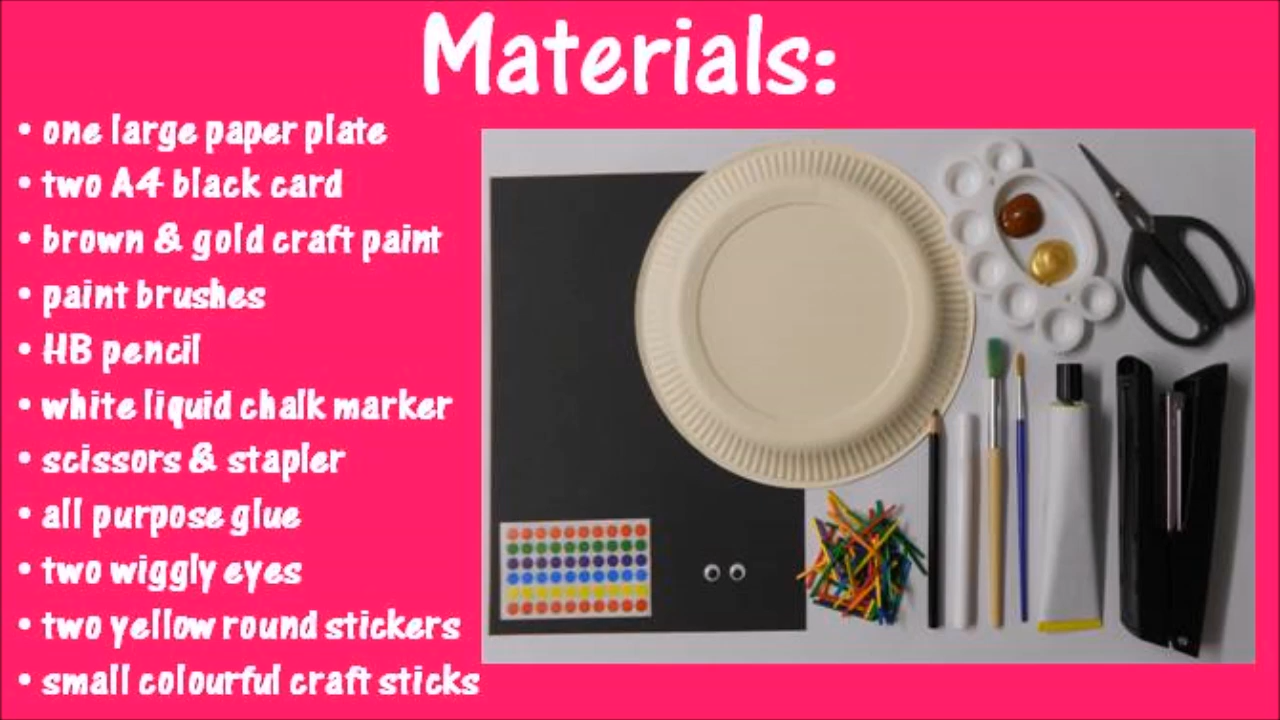 Materials:
• one large paper plate
• two A4 black card
• brown & gold craft paint
• paint brushes
• HB pencil
• white liquid chalk marker
• scissors & stapler
• all purpose glue
• two wiggly eyes
• two yellow round stickers
• small colourful craft sticks